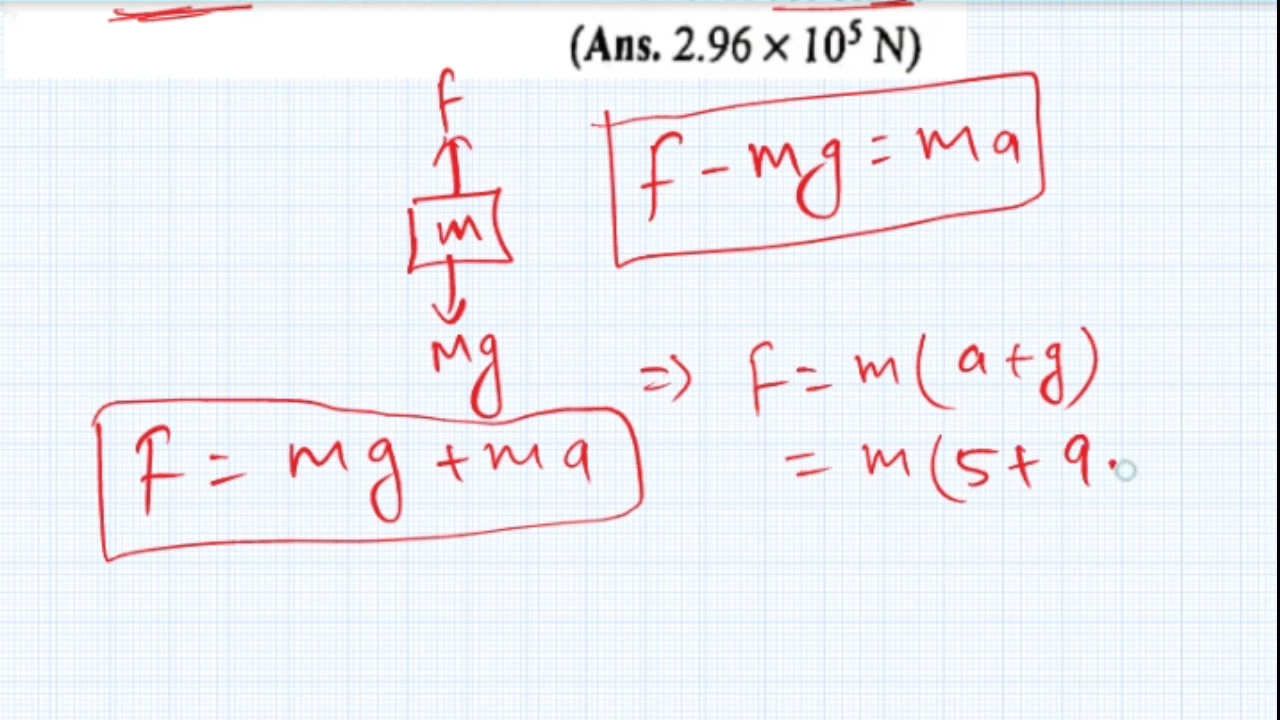 (Ans. 2.96 × 10⁵ N)
F
m
mg
f - mg = ma
⇒ F = m(a+g)
= m(5+9.
F = mg + ma